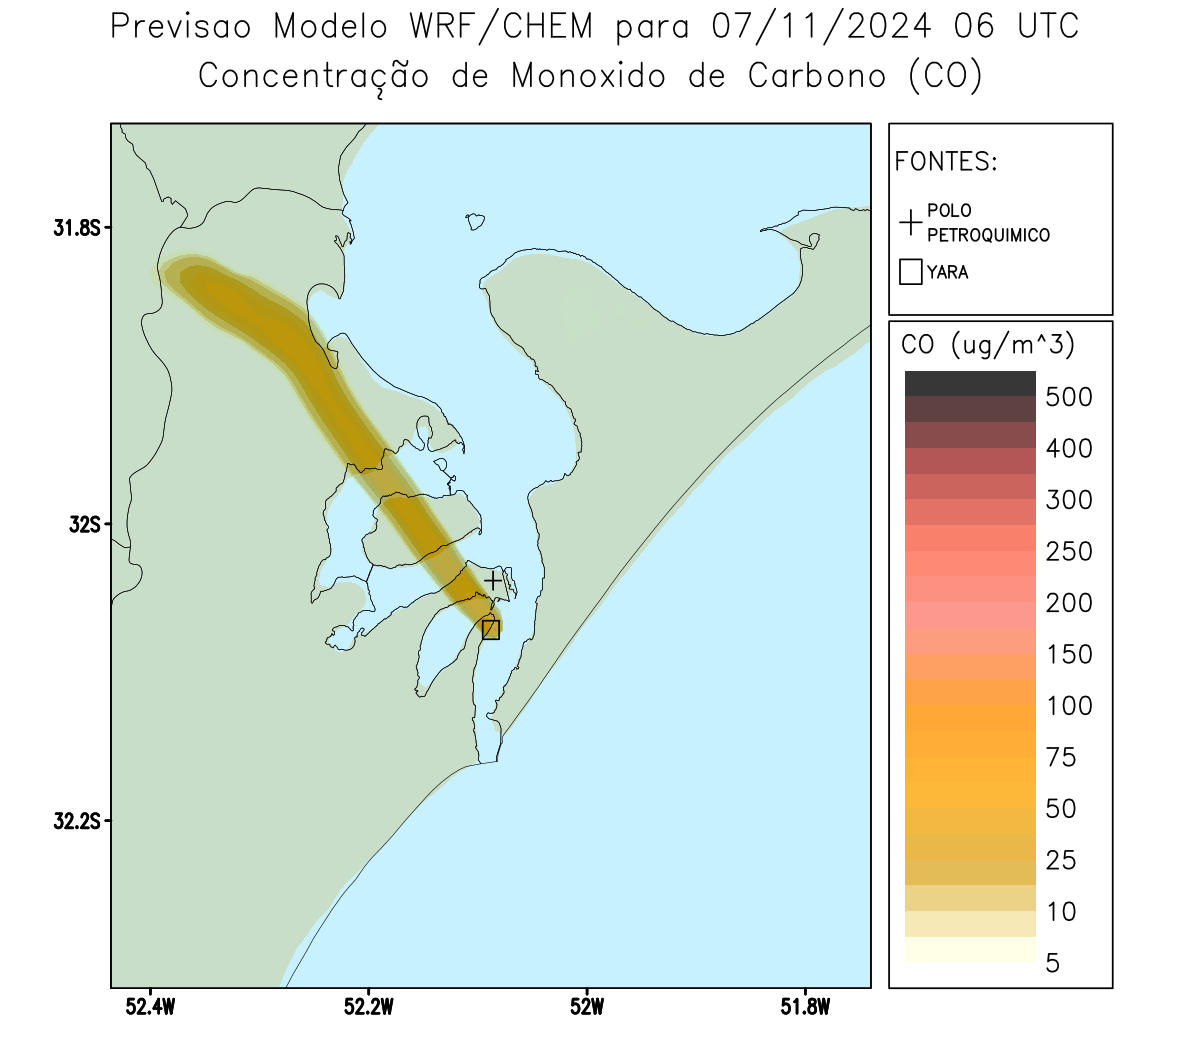 Previsao Modelo WRF/CHEM para 07/11/2024 06 UTC
Concentração de Monoxido de Carbono (CO)
FONTES:
POLO
PETROQUIMICO
YARA
CO (ug/m^3)
500
400
300
250
200
150
100
75
50
25
10
5
31.8S
32S
32.2S
52.4W
52.2W
52W
51.8W